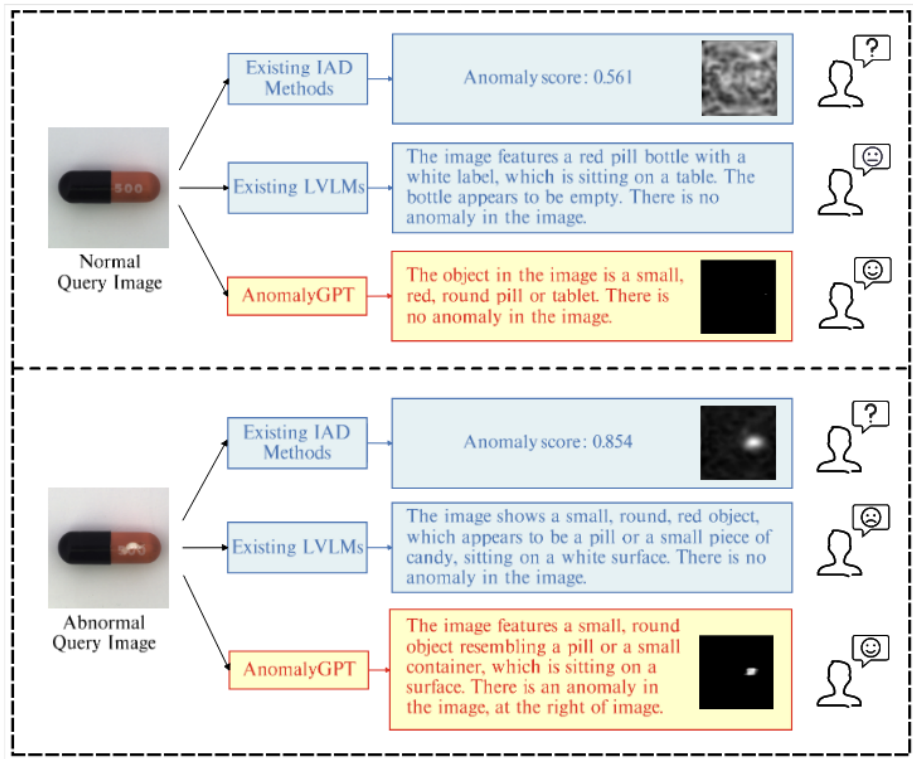 Existing IAD
Methods
Anomaly score: 0.561
?
500
Existing LVLMs
The image features a red pill bottle with a
white label, which is sitting on a table. The
bottle appears to be empty. There is no
anomaly in the image.
Normal
Query Image
AnomalyGPT
The object in the image is a small,
red, round pill or tablet. There is
no anomaly in the image.
Existing IAD
Methods
Anomaly score: 0.854
?
500
Existing LVLMs
The image shows a small, round, red object,
which appears to be a pill or a small piece of
candy, sitting on a white surface. There is no
anomaly in the image.
Abnormal
Query Image
AnomalyGPT
The image features a small, round
object resembling a pill or a small
container, which is sitting on a
surface. There is an anomaly in
the image, at the right of image.